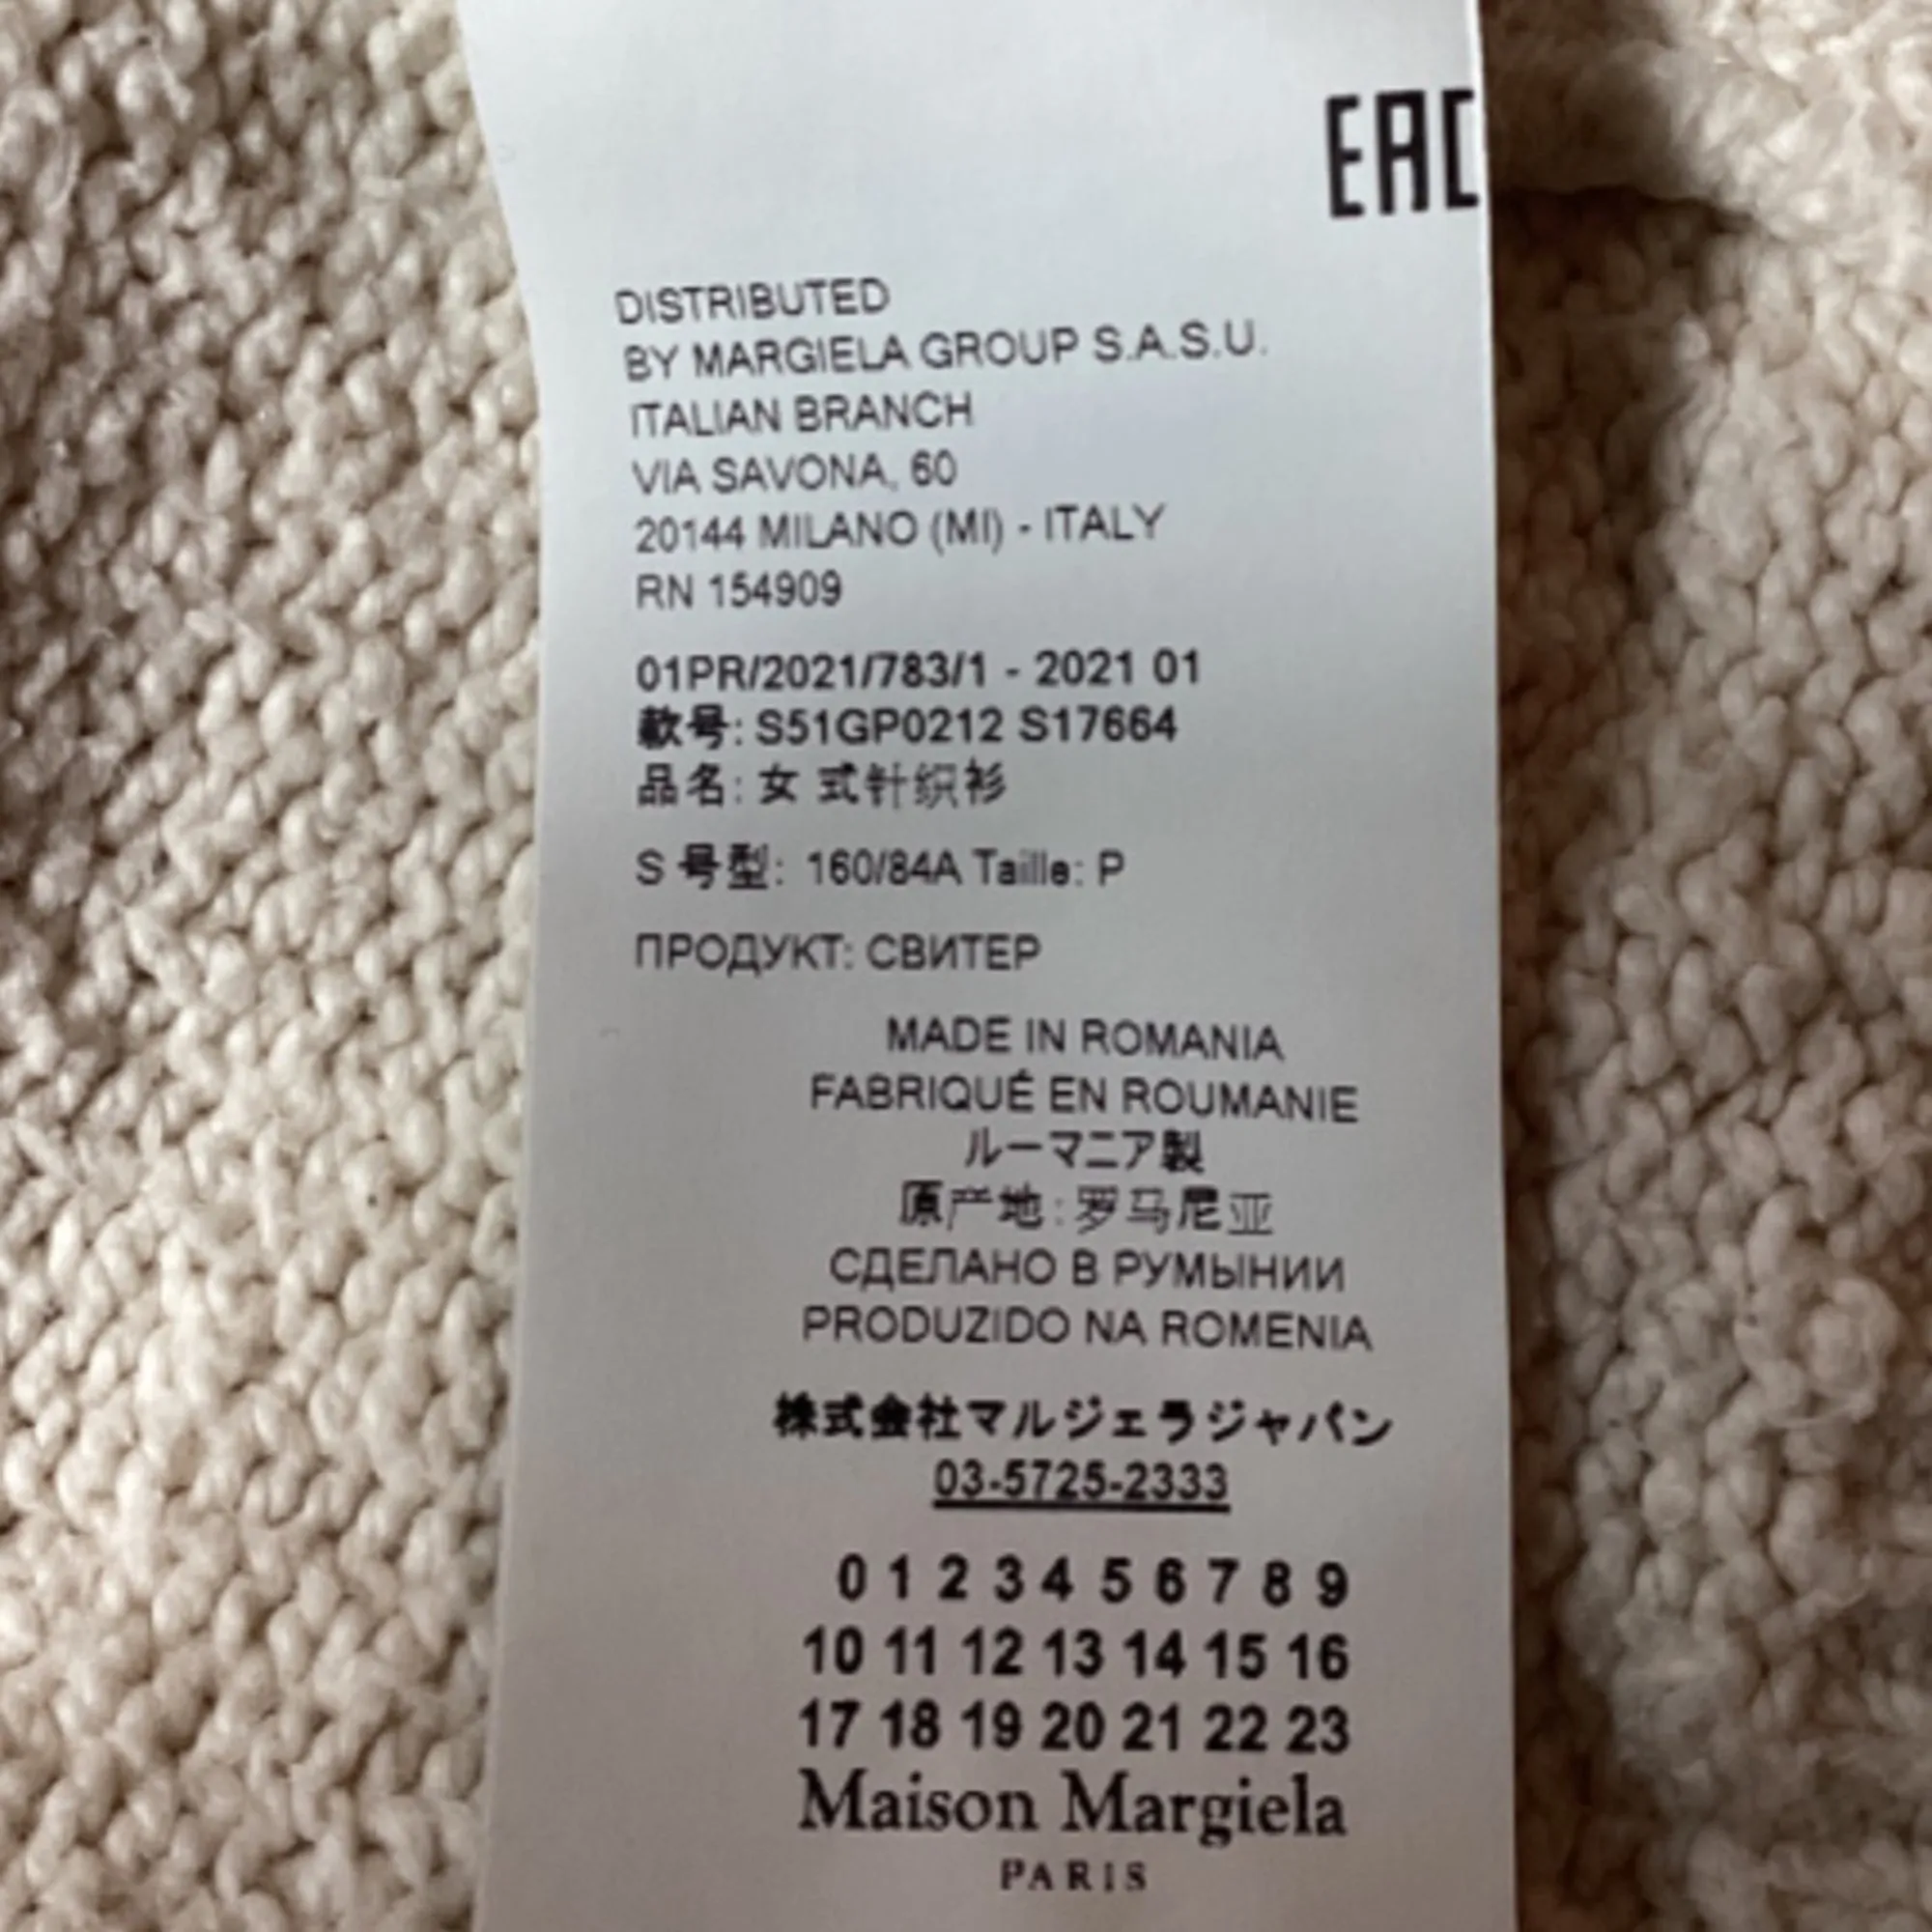 EAC
DISTRIBUTED
BY MARGIELA GROUP S.A.S.U.
ITALIAN BRANCH
VIA SAVONA, 60
20144 MILANO (MI) - ITALY
RN 154909
01PR/2021/783/1 - 2021 01
款号: S51GP0212 S17664
品名: 女 式针织衫
S 号型: 160/84A Taille: P
ПРОДУКТ: СВИТЕР
MADE IN ROMANIA
FABRIQUÉ EN ROUMANIE
ルーマニア製
原产地: 罗马尼亚
СДЕЛАНО В РУМЫНИИ
PRODUZIDO NA ROMENIA
株式会社マルジェラジャパン
03-5725-2333
0 1 2 3 4 5 6 7 8 9
10 11 12 13 14 15 16
17 18 19 20 21 22 23
Maison Margiela
PARIS